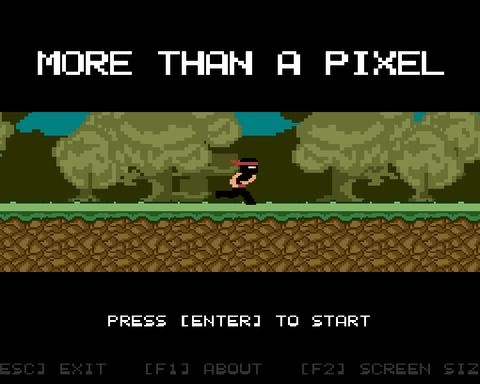 MORE THAN A PIXEL
PRESS [ENTER] TO START
ESC] EXIT [F1] ABOUT [F2] SCREEN SIZ